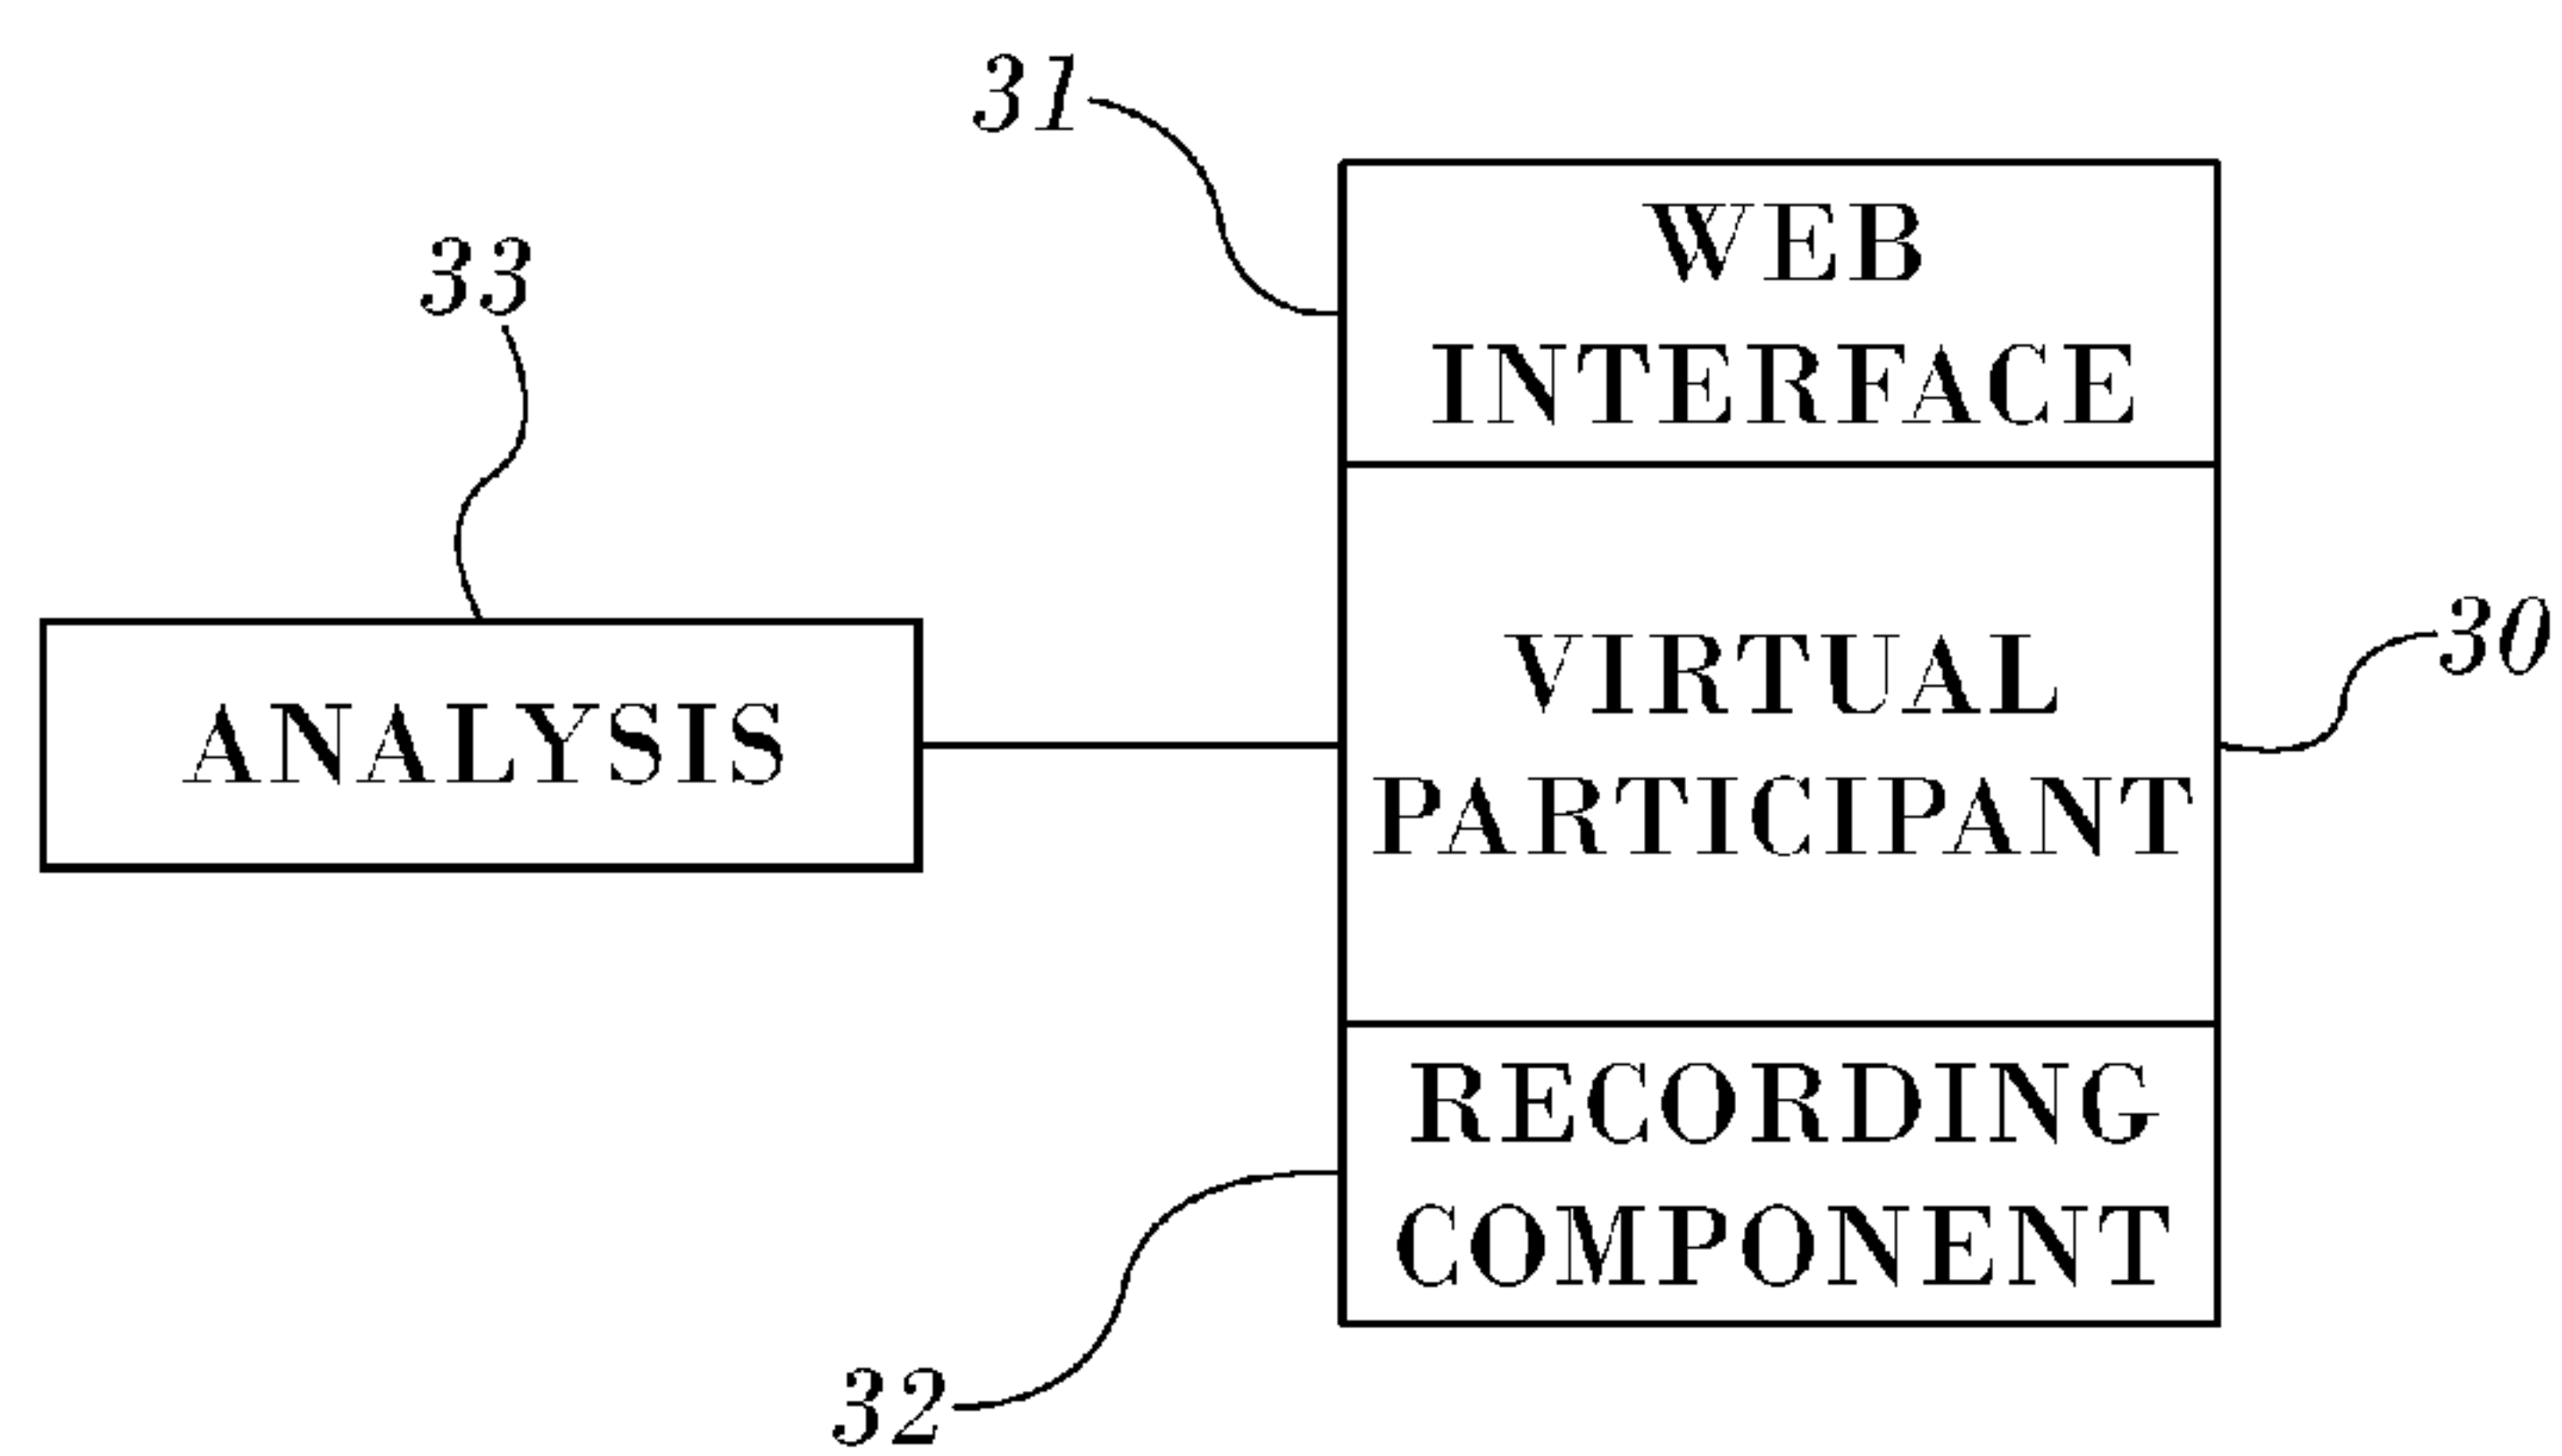 31
WEB
INTERFACE
33
VIRTUAL
PARTICIPANT
30
ANALYSIS
RECORDING
COMPONENT
32